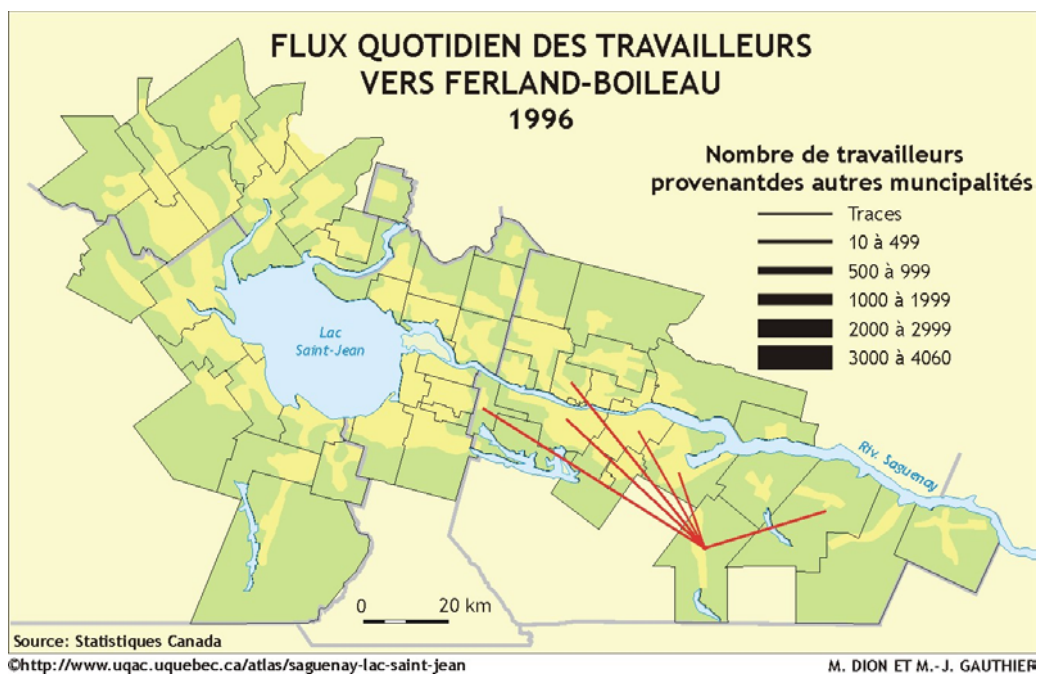 FLUX QUOTIDIEN DES TRAVAILLEURS
VERS FERLAND-BOILEAU
1996
Nombre de travailleurs
provenantdes autres muncipalités
Traces
10 à 499
500 à 999
1000 à 1999
2000 à 2999
3000 à 4060
Lac
Saint-Jean
Riv. Saguenay
0 20 km
Source: Statistiques Canada
©http://www.uqac.uquebec.ca/atlas/saguenay-lac-saint-jean
M. DION ET M.-J. GAUTHIER